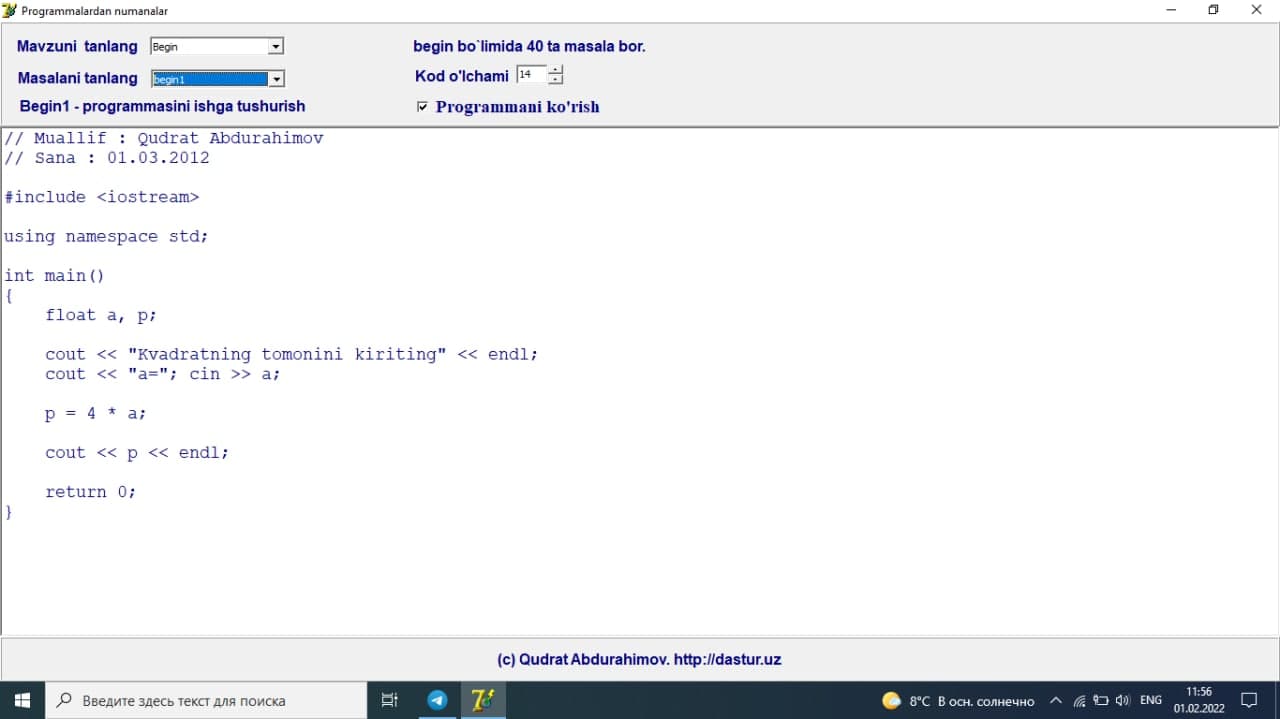 Programmalardan numanalar
Mavzuni tanlang Begin
begin bo`limida 40 ta masala bor.
Masalani tanlang begin1
Kod o'lchami 14
Begin1 - programmasini ishga tushurish
Programmani ko'rish
// Muallif : Qudrat Abdurahimov
// Sana : 01.03.2012
#include <iostream>
using namespace std;
int main()
{
float a, p;
cout << "Kvadratning tomonini kiriting" << endl;
cout << "a="; cin >> a;
p = 4 * a;
cout << p << endl;
return 0;
}
(c) Qudrat Abdurahimov. http://dastur.uz
Введите здесь текст для поиска
8°C В осн. солнечно
ENG
11:56
01.02.2022